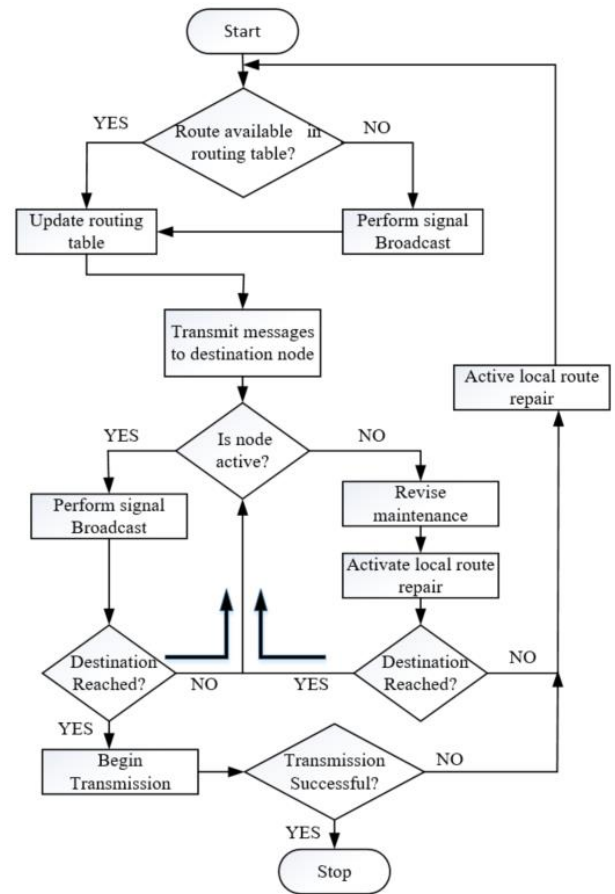 Start
Route available in
routing table?
YES
NO
Update routing
table
Perform signal
Broadcast
Transmit messages
to destination node
Active local route
repair
Is node
active?
YES
NO
Perform signal
Broadcast
Revise
maintenance
Activate local route
repair
Destination
Reached?
NO
YES
Destination
Reached?
NO
YES
Begin
Transmission
Transmission
Successful?
NO
YES
Stop